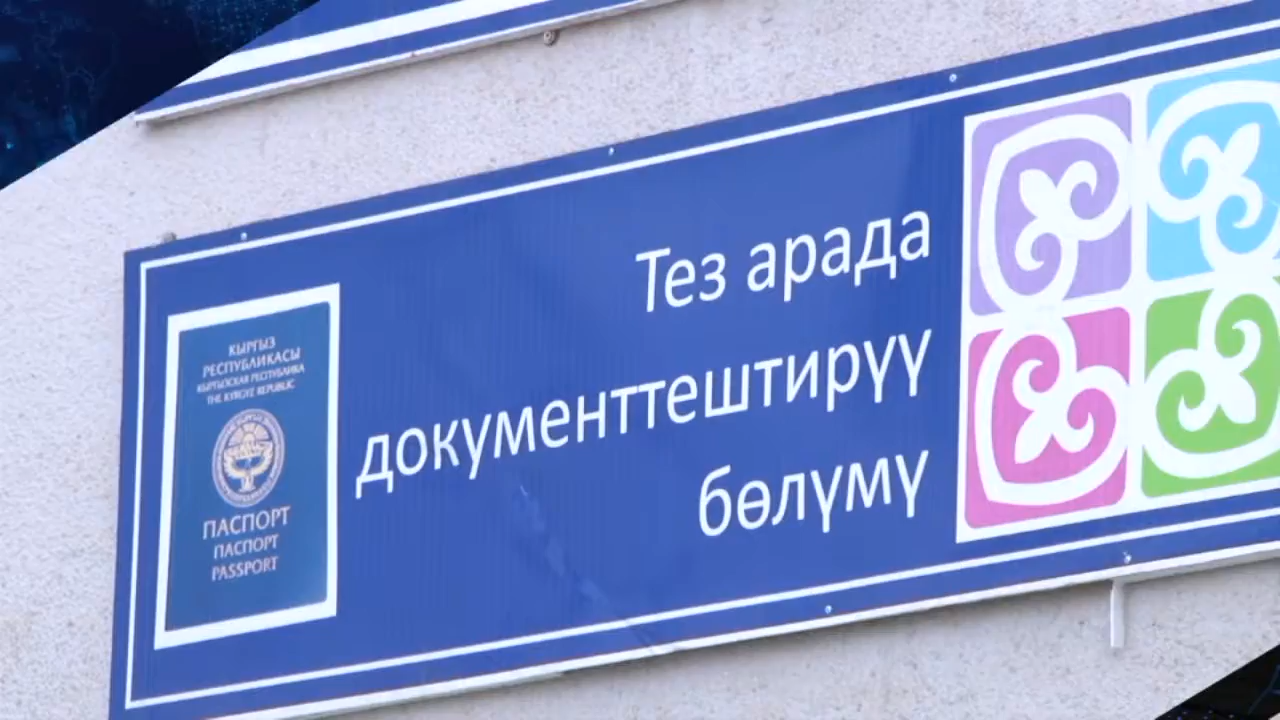 КЫРГЫЗ
РЕСПУБЛИКАСЫ
КЫРГЫЗСКАЯ РЕСПУБЛИКА
THE KYRGYZ REPUBLIC
ПАСПОРТ
ПАСПОРТ
PASSPORT
Тез арада
документтештирүү
бөлүмү